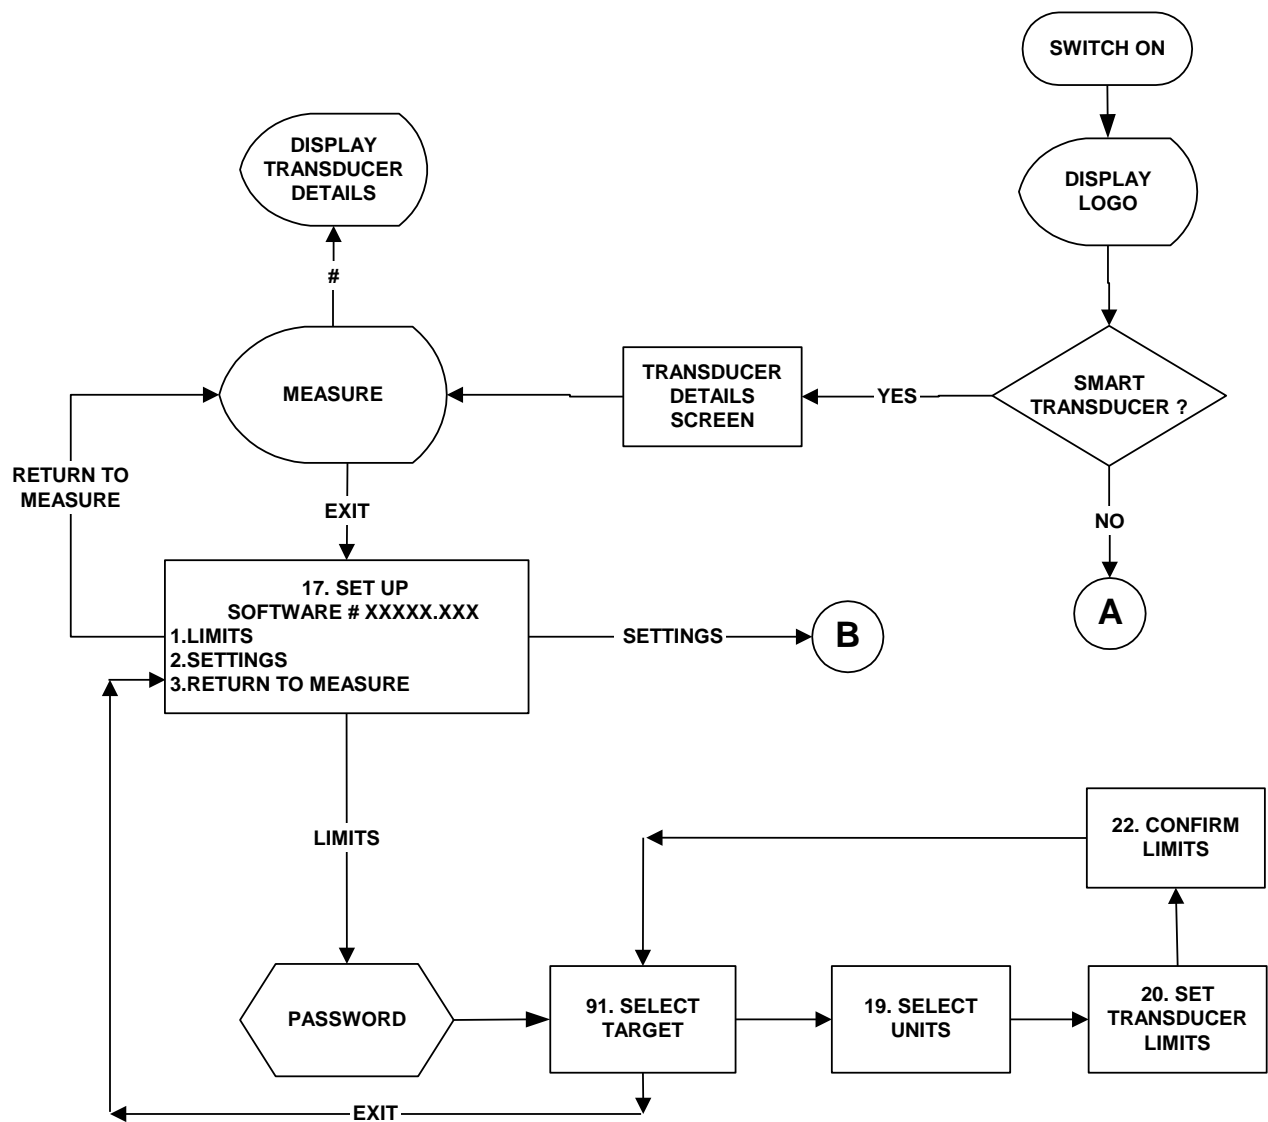 SWITCH ON
DISPLAY
TRANSDUCER
DETAILS
DISPLAY
LOGO
#
MEASURE
TRANSDUCER
DETAILS
SCREEN
YES
SMART
TRANSDUCER ?
RETURN TO
MEASURE
EXIT
NO
17. SET UP
SOFTWARE # XXXXX.XXX
1.LIMITS
2.SETTINGS
3.RETURN TO MEASURE
SETTINGS
B
A
LIMITS
22. CONFIRM
LIMITS
PASSWORD
91. SELECT
TARGET
19. SELECT
UNITS
20. SET
TRANSDUCER
LIMITS
EXIT